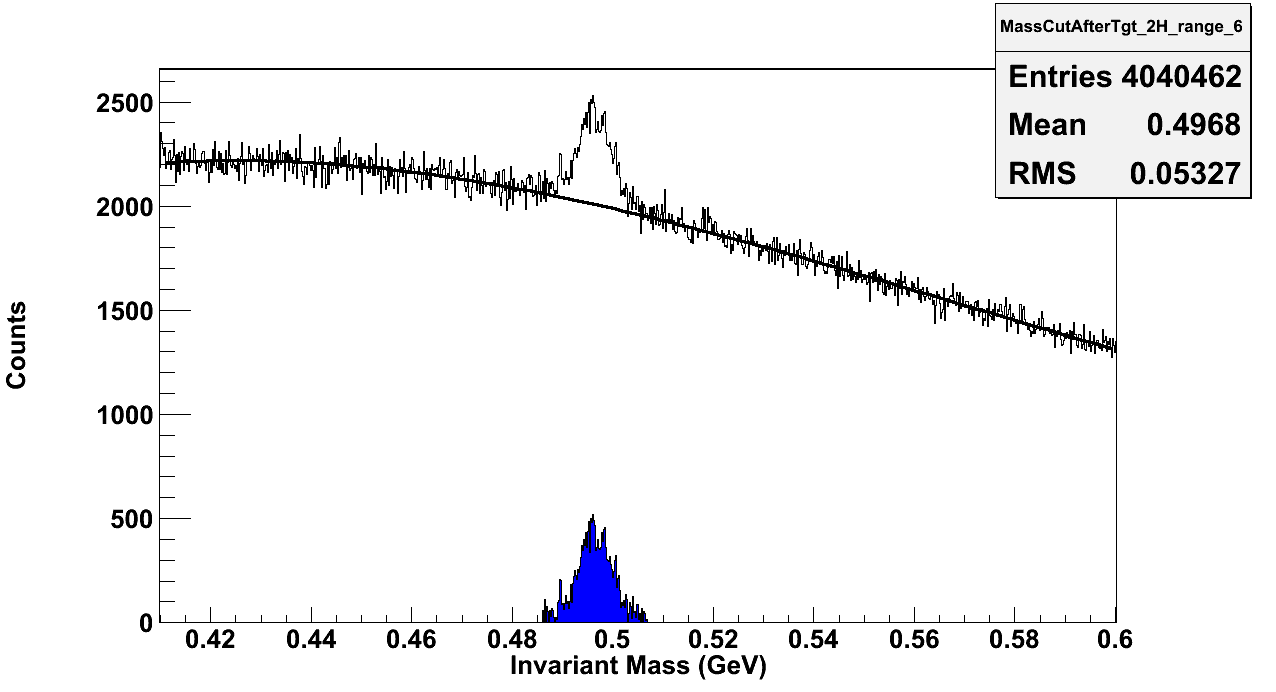 MassCutAfterTgt_2H_range_6
Entries 4040462
Mean 0.4968
RMS 0.05327
2500
2000
1500
1000
500
0
Counts
0.42 0.44 0.46 0.48 0.5 0.52 0.54 0.56 0.58 0.6
Invariant Mass (GeV)